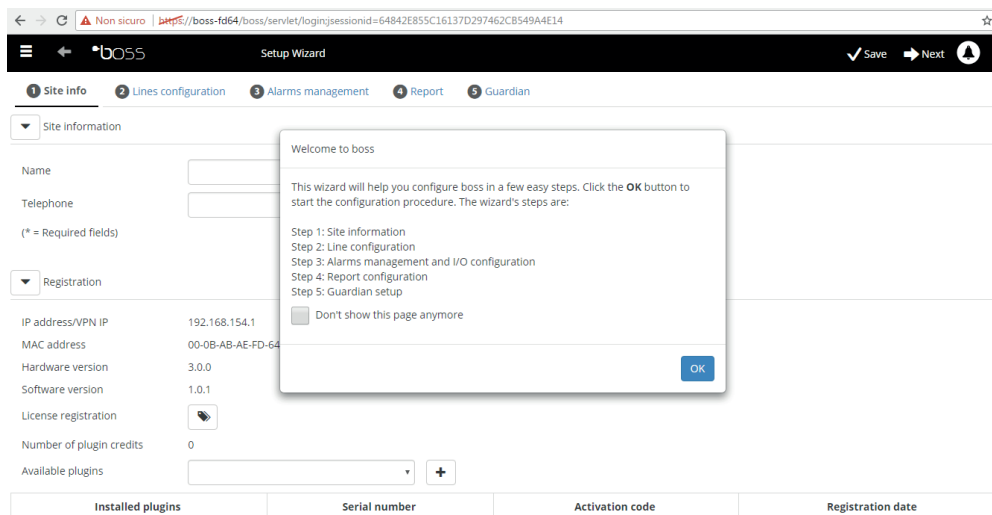 Non sicuro | https://boss-fd64/boss/servlet/login;jsessionid=64842E855C16137D297462CB549A4E14
boss Setup Wizard Save Next
1 Site info 2 Lines configuration 3 Alarms management 4 Report 5 Guardian
Site information
Name
Telephone
(* = Required fields)
Welcome to boss
This wizard will help you configure boss in a few easy steps. Click the OK button to
start the configuration procedure. The wizard's steps are:
Step 1: Site information
Step 2: Line configuration
Step 3: Alarms management and I/O configuration
Step 4: Report configuration
Step 5: Guardian setup
Don't show this page anymore
OK
Registration
IP address/VPN IP 192.168.154.1
MAC address 00-0B-AB-AE-FD-64
Hardware version 3.0.0
Software version 1.0.1
License registration
Number of plugin credits 0
Available plugins
Installed plugins Serial number Activation code Registration date